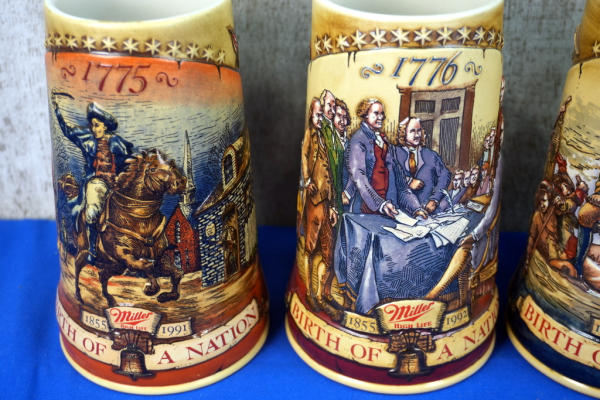 1775
1855 Miller 1991
HIGH LIFE
BIRTH OF A NATION
1776
1855 Miller 1992
HIGH LIFE
BIRTH OF A NATION
BIRTH O